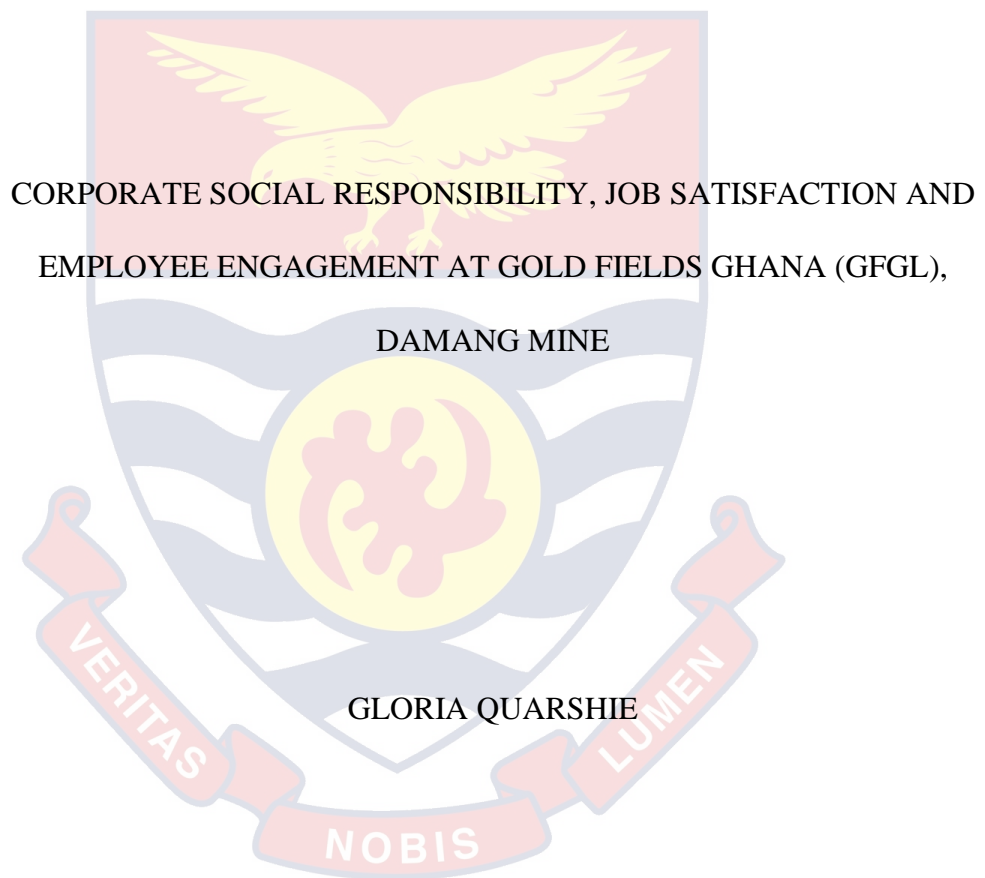 CORPORATE SOCIAL RESPONSIBILITY, JOB SATISFACTION AND
EMPLOYEE ENGAGEMENT AT GOLD FIELDS GHANA (GFGL),
DAMANG MINE
GLORIA QUARSHIE
VERITAS
NOBIS
LUMEN